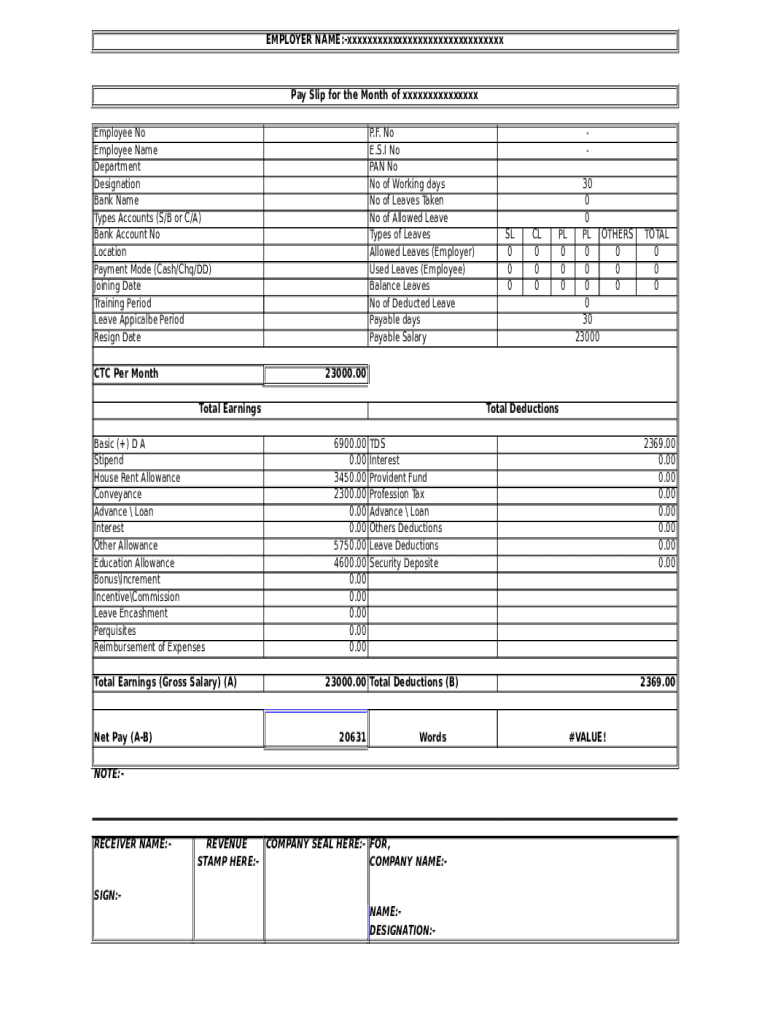 EMPLOYER NAME:-xxxxxxxxxxxxxxxxxxxxxxxxxxxxxxx
Pay Slip for the Month of xxxxxxxxxxxxxxx
Employee No P.F. No -
Employee Name E.S.I No -
Department PAN No
Designation No of Working days 30
Bank Name No of Leaves Taken 0
Types Accounts (S/B or C/A) No of Allowed Leave 0
Bank Account No Types of Leaves SL CL PL PL OTHERS TOTAL
Location Allowed Leaves (Employer) 0 0 0 0 0 0
Payment Mode (Cash/Chq/DD) Used Leaves (Employee) 0 0 0 0 0 0
Joining Date Balance Leaves 0 0 0 0 0 0
Training Period No of Deducted Leave 0
Leave Appicalbe Period Payable days 30
Resign Date Payable Salary 23000
CTC Per Month 23000.00
Total Earnings Total Deductions
Basic (+) D A 6900.00 TDS 2369.00
Stipend 0.00 Interest 0.00
House Rent Allowance 3450.00 Provident Fund 0.00
Conveyance 2300.00 Profession Tax 0.00
Advance \ Loan 0.00 Advance \ Loan 0.00
Interest 0.00 Others Deductions 0.00
Other Allowance 5750.00 Leave Deductions 0.00
Education Allowance 4600.00 Security Deposite 0.00
Bonus\Increment 0.00
Incentive\Commission 0.00
Leave Encashment 0.00
Perquisites 0.00
Reimbursement of Expenses 0.00
Total Earnings (Gross Salary) (A) 23000.00 Total Deductions (B) 2369.00
Net Pay (A-B) 20631 Words #VALUE!
NOTE:-
RECEIVER NAME:- REVENUE COMPANY SEAL HERE:- FOR,
STAMP HERE:- COMPANY NAME:-
SIGN:-
NAME:-
DESIGNATION:-